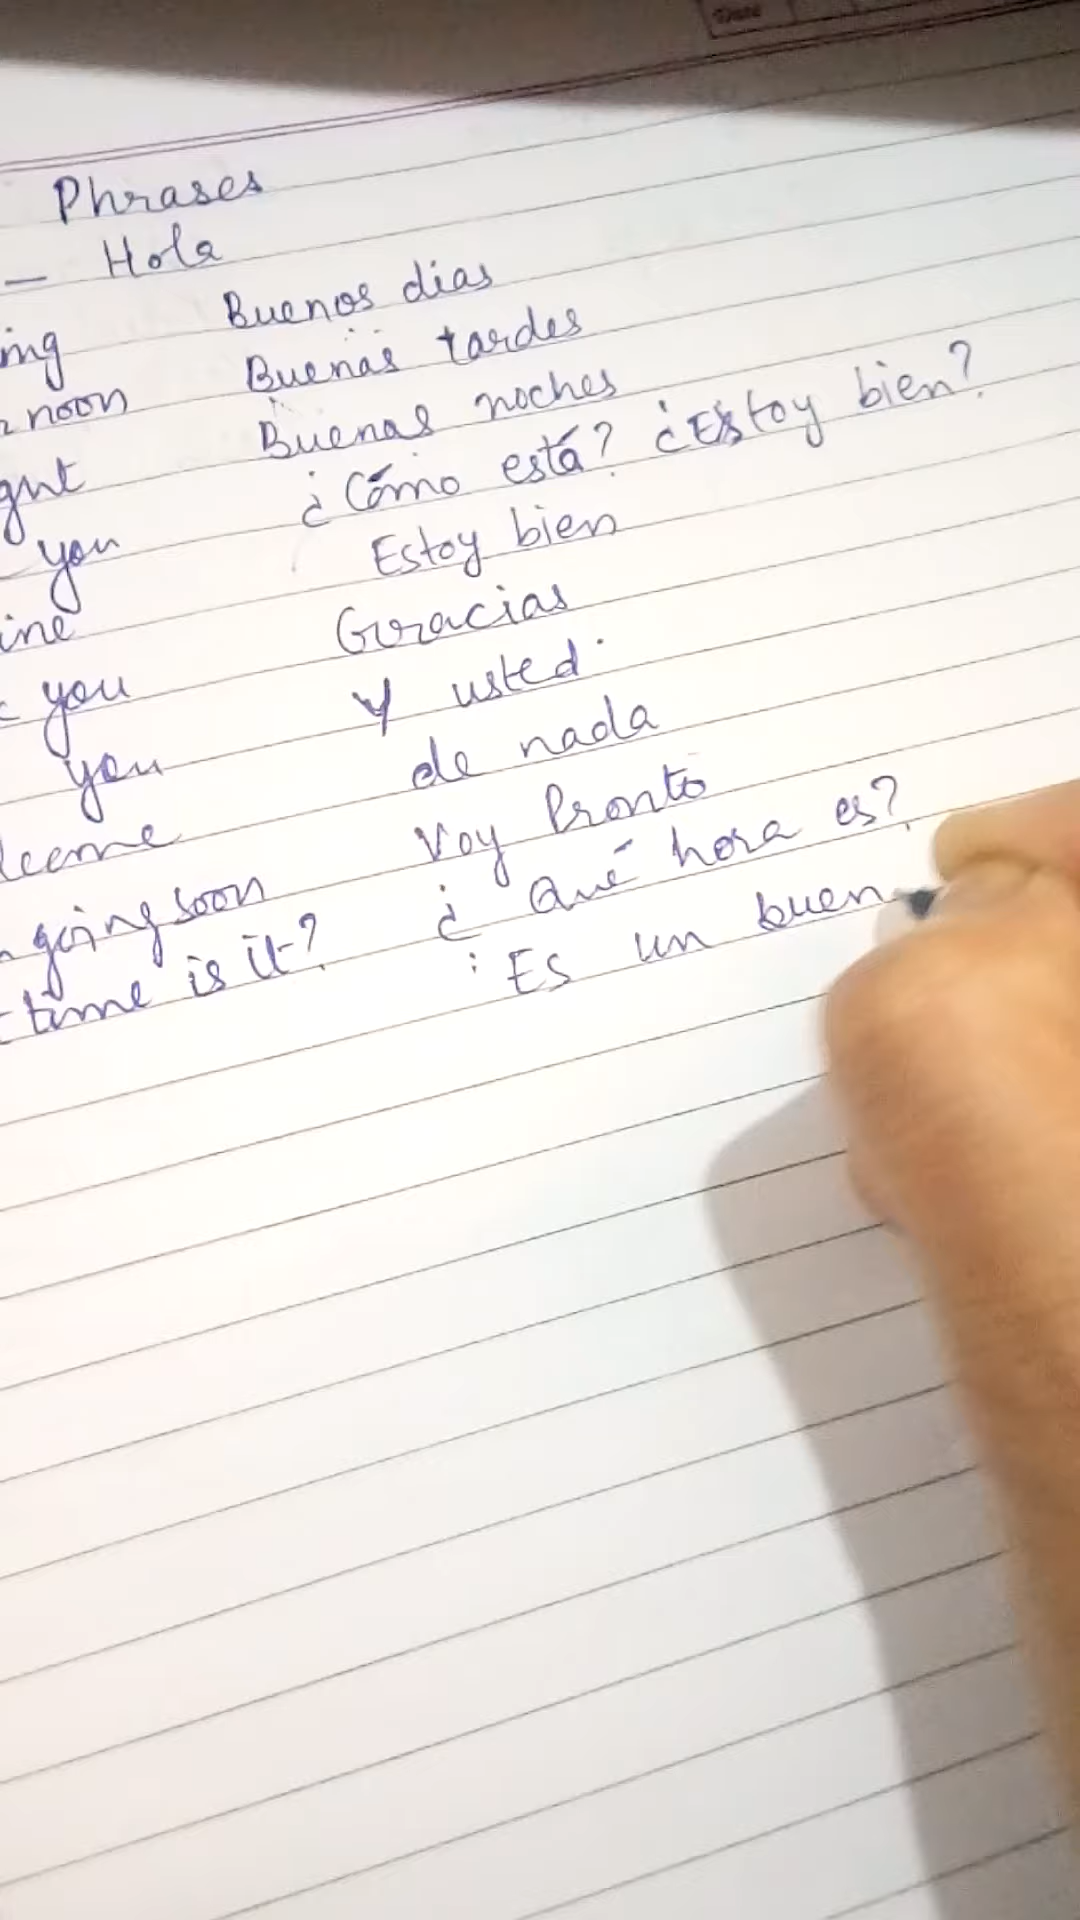 Date
Phrases
— Hola
ing Buenos dias
noon Buenas tardes
ght Buenas noches
you ¿Cómo está? ¿Estoy bien?
ine Estoy bien
you Gracias
you Y usted.
leeme de nada
going soon Voy Pronto
time is it? ¿Qué hora es?
: Es un buen